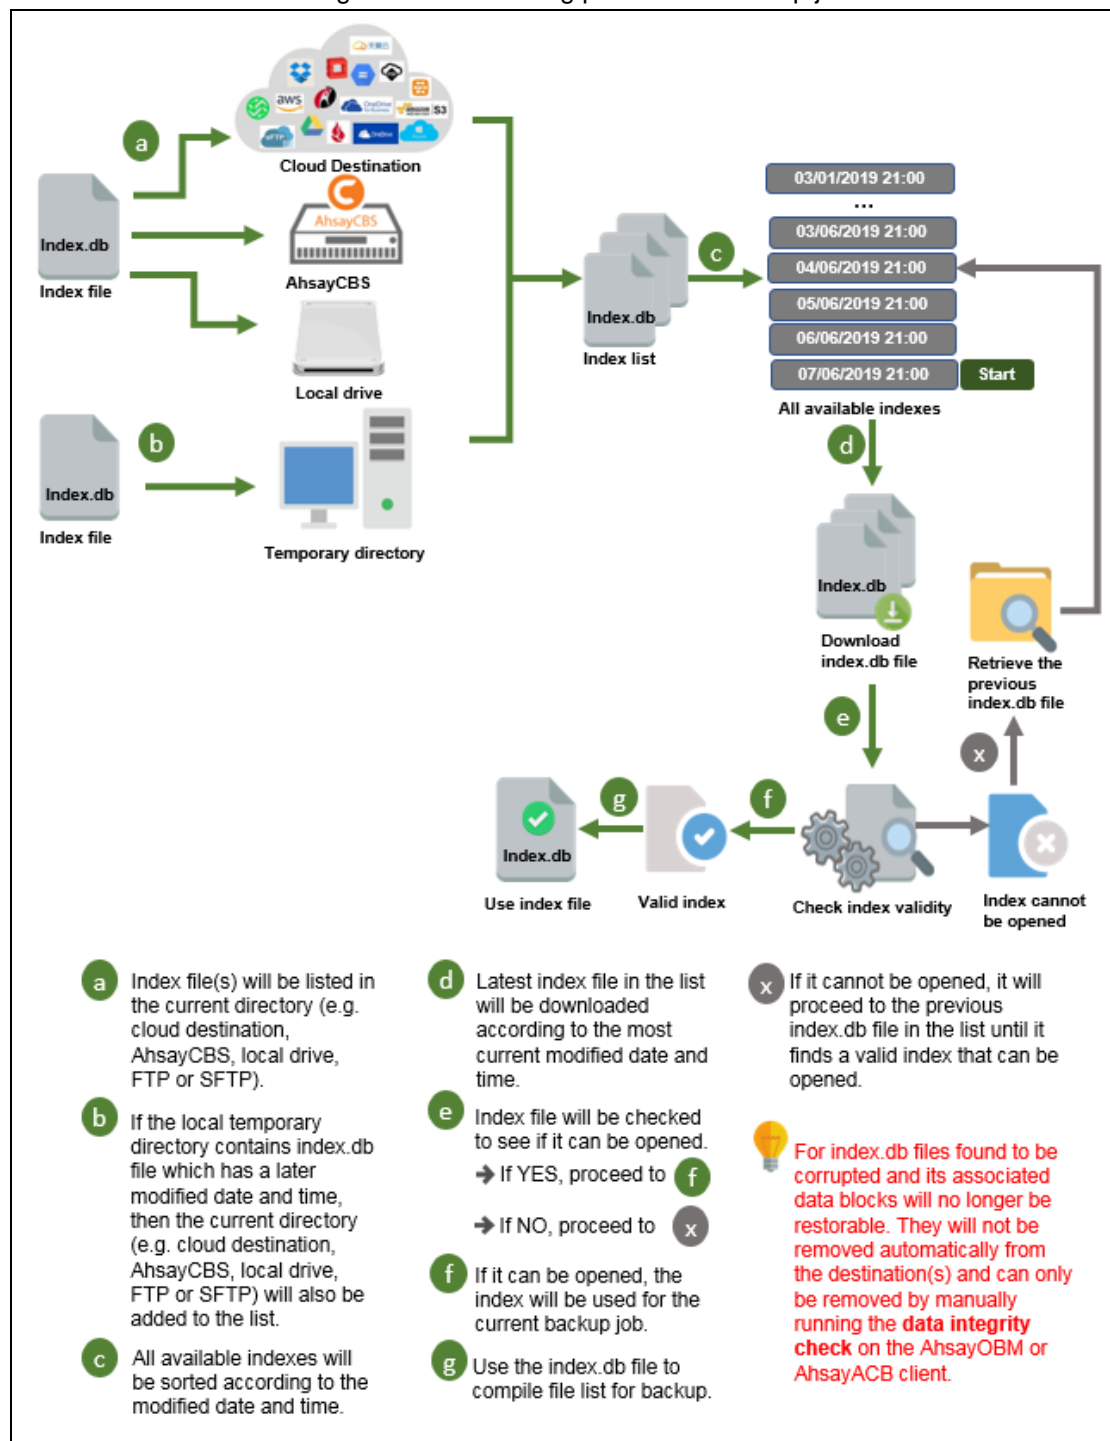 a
Index.db
Index file
aws
OneDrive
for Business
amazon
S3
SFTP
OneDrive
Cloud Destination
AhsayCBS
AhsayCBS
Local drive
b
Index.db
Index file
Temporary directory
Index.db
Index list
c
03/01/2019 21:00
...
03/06/2019 21:00
04/06/2019 21:00
05/06/2019 21:00
06/06/2019 21:00
07/06/2019 21:00
Start
All available indexes
d
Index.db
Download
index.db file
Retrieve the
previous
index.db file
e
x
g
f
Index.db
Use index file
Valid index
Check index validity
Index cannot
be opened
a
Index file(s) will be listed in
the current directory (e.g.
cloud destination,
AhsayCBS, local drive,
FTP or SFTP).
b
If the local temporary
directory contains index.db
file which has a later
modified date and time,
then the current directory
(e.g. cloud destination,
AhsayCBS, local drive,
FTP or SFTP) will also be
added to the list.
c
All available indexes will
be sorted according to the
modified date and time.
d
Latest index file in the list
will be downloaded
according to the most
current modified date and
time.
e
Index file will be checked
to see if it can be opened.
➔ If YES, proceed to f
➔ If NO, proceed to x
f
If it can be opened, the
index will be used for the
current backup job.
g
Use the index.db file to
compile file list for backup.
x
If it cannot be opened, it will
proceed to the previous
index.db file in the list until it
finds a valid index that can be
opened.
For index.db files found to be
corrupted and its associated
data blocks will no longer be
restorable. They will not be
removed automatically from
the destination(s) and can only
be removed by manually
running the data integrity
check on the AhsayOBM or
AhsayACB client.